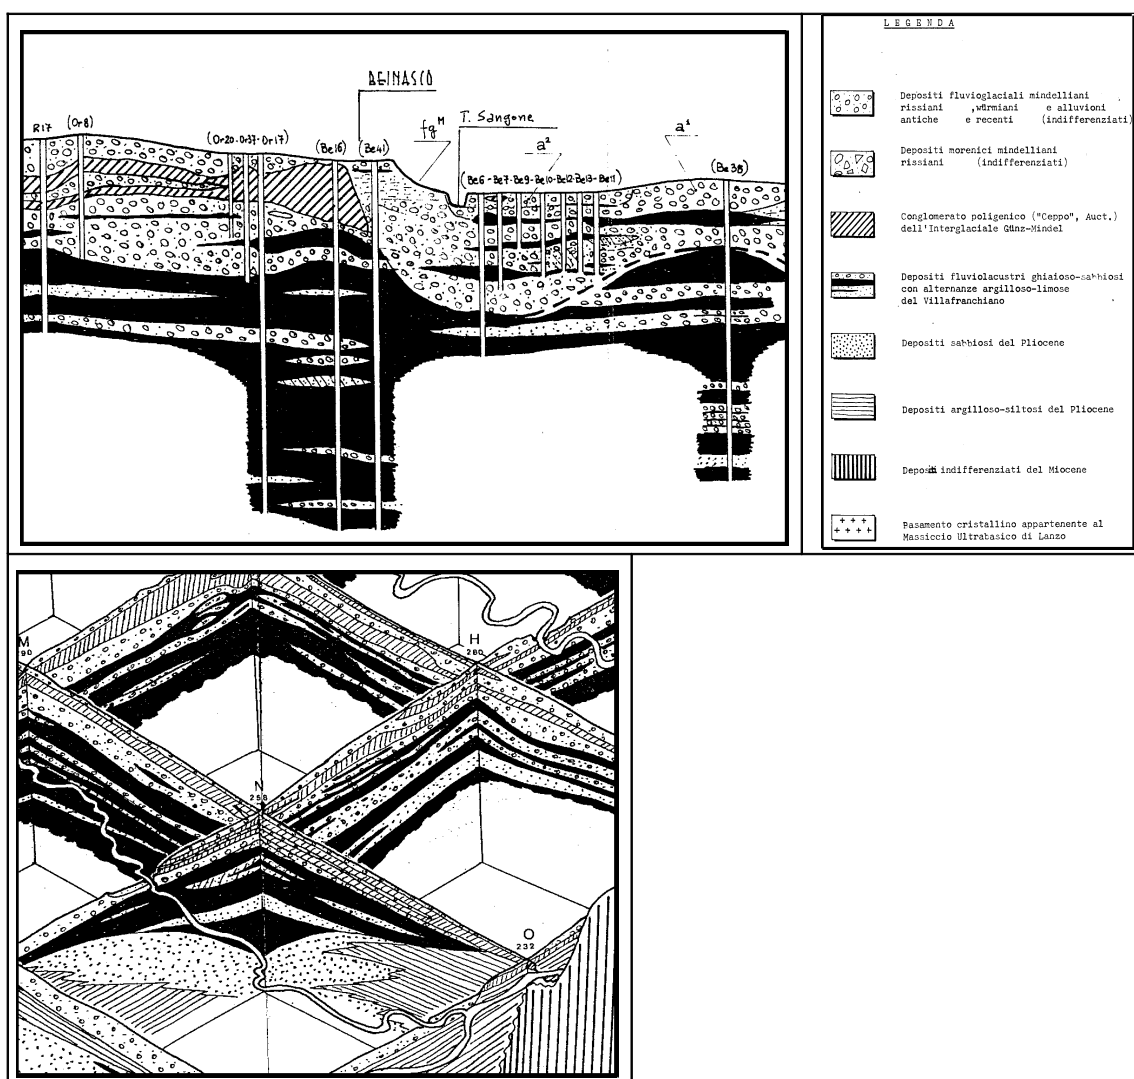 BEINASCO
R17
(Or8)
(Or20-Or37-Or17)
(Be16)
(Be41)
fg M
T. Sangone
a²
a¹
(Be6-Be7-Be9-Be10-Be12-Be13-Be11)
(Be38)
LEGENDA
Depositi fluvioglaciali mindelliani
rissiani ,würmiani e alluvioni
antiche e recenti (indifferenziati)
Depositi morenici mindelliani
rissiani (indifferenziati)
Conglomerato poligenico ("Ceppo", Auct.)
dell'Interglaciale Günz-Mindel
Depositi fluviolacustri ghiaioso-sabbiosi
con alternanze argilloso-limose
del Villafranchiano
Depositi sabbiosi del Pliocene
Depositi argilloso-siltosi del Pliocene
Depositi indifferenziati del Miocene
Basamento cristallino appartenente al
Massiccio Ultrabasico di Lanzo
M
90
H
280
N
258
O
232